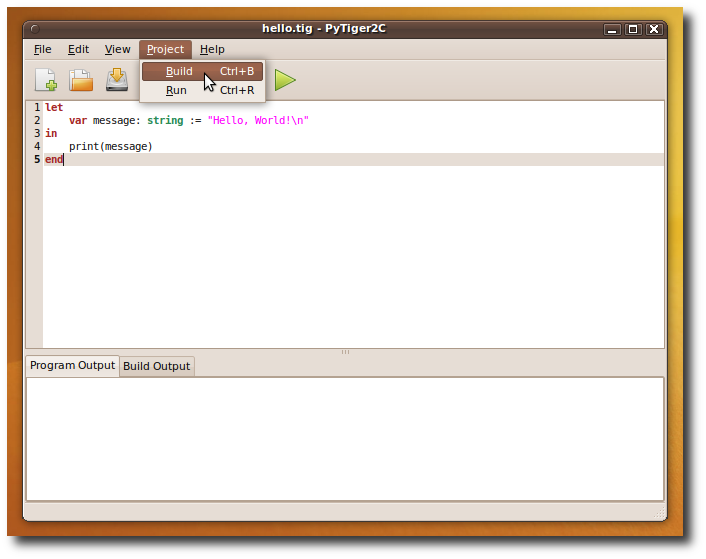 hello.tig - PyTiger2C
File Edit View Project Help
Build Ctrl+B
Run Ctrl+R
1 let
2     var message: string := "Hello, World!\n"
3 in
4     print(message)
5 end
Program Output Build Output